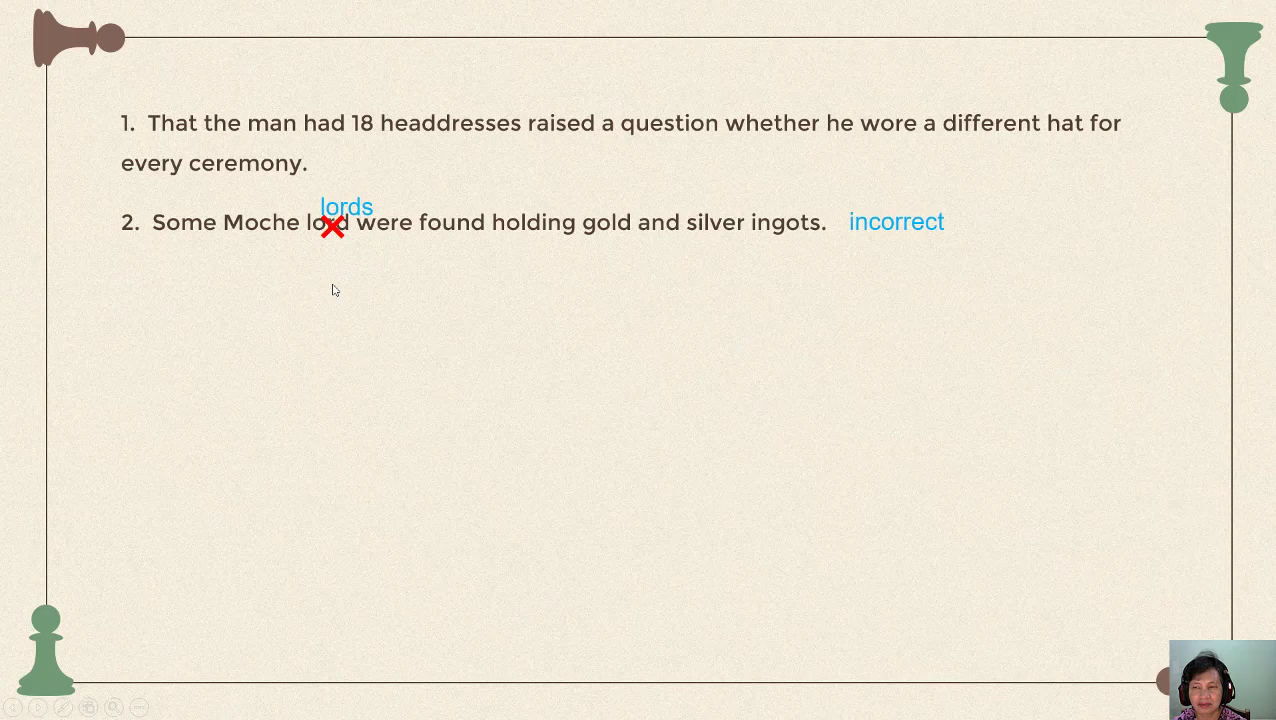 1. That the man had 18 headdresses raised a question whether he wore a different hat for
every ceremony.
lords
2. Some Moche lord were found holding gold and silver ingots. incorrect